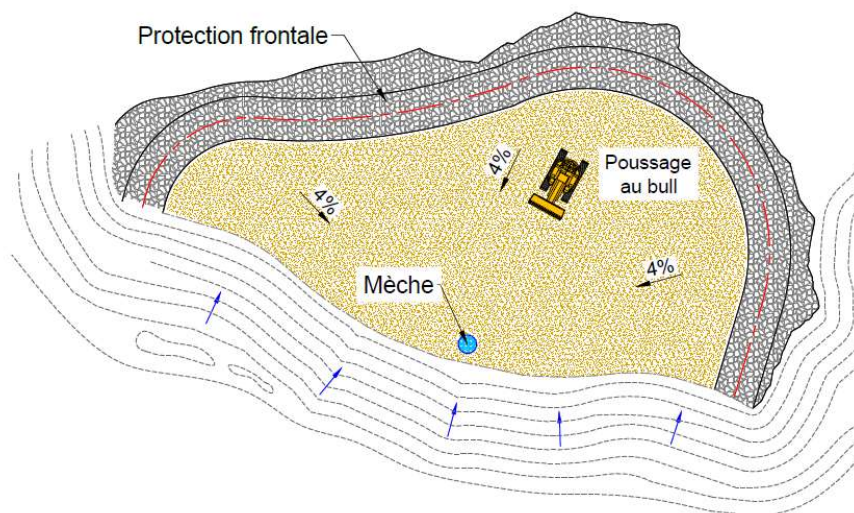 Protection frontale
4%
Poussage
au bull
4%
4%
Mèche